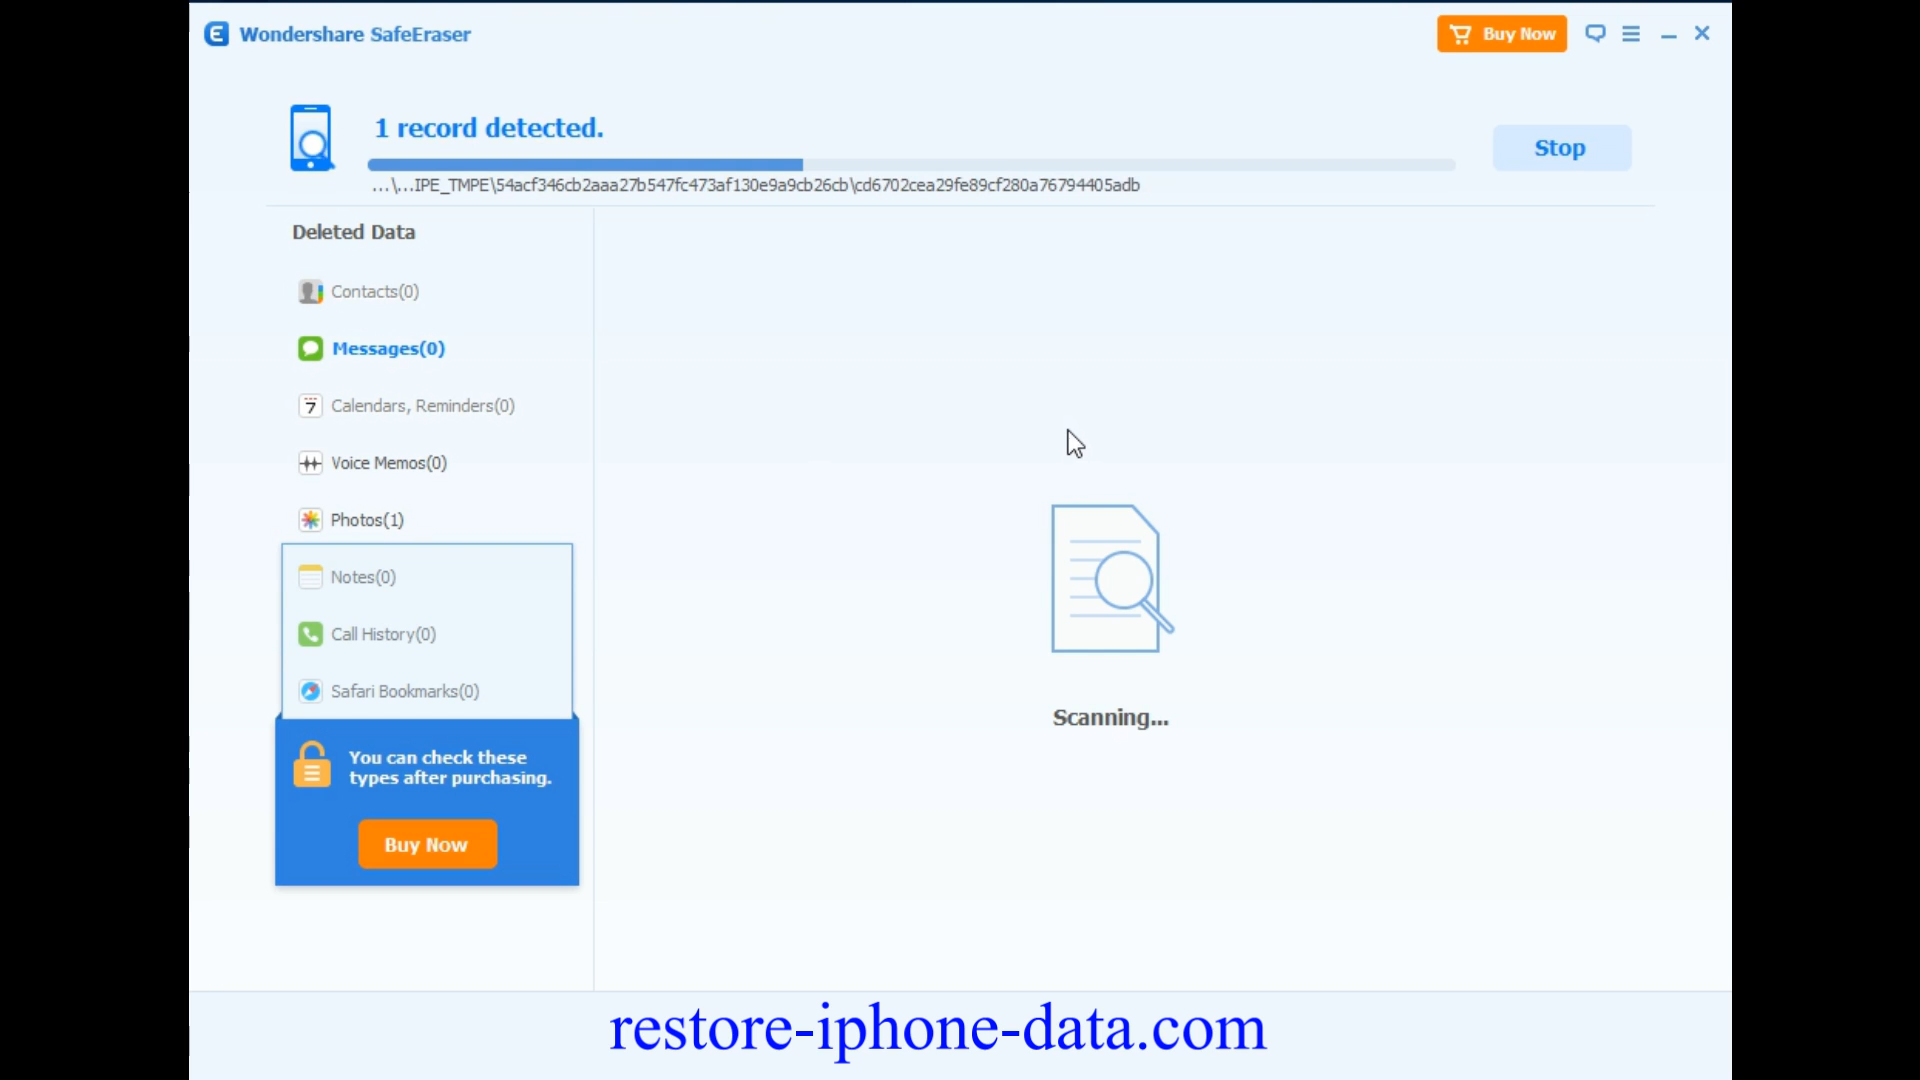 Wondershare SafeEraser
Buy Now
1 record detected.
Stop
...\...IPE_TMPE\54acf346cb2aaa27b547fc473af130e9a9cb26cb\cd6702cea29fe89cf280a76794405adb
Deleted Data
Contacts(0)
Messages(0)
7 Calendars, Reminders(0)
Voice Memos(0)
Photos(1)
Notes(0)
Call History(0)
Safari Bookmarks(0)
Scanning...
You can check these
types after purchasing.
Buy Now
restore-iphone-data.com